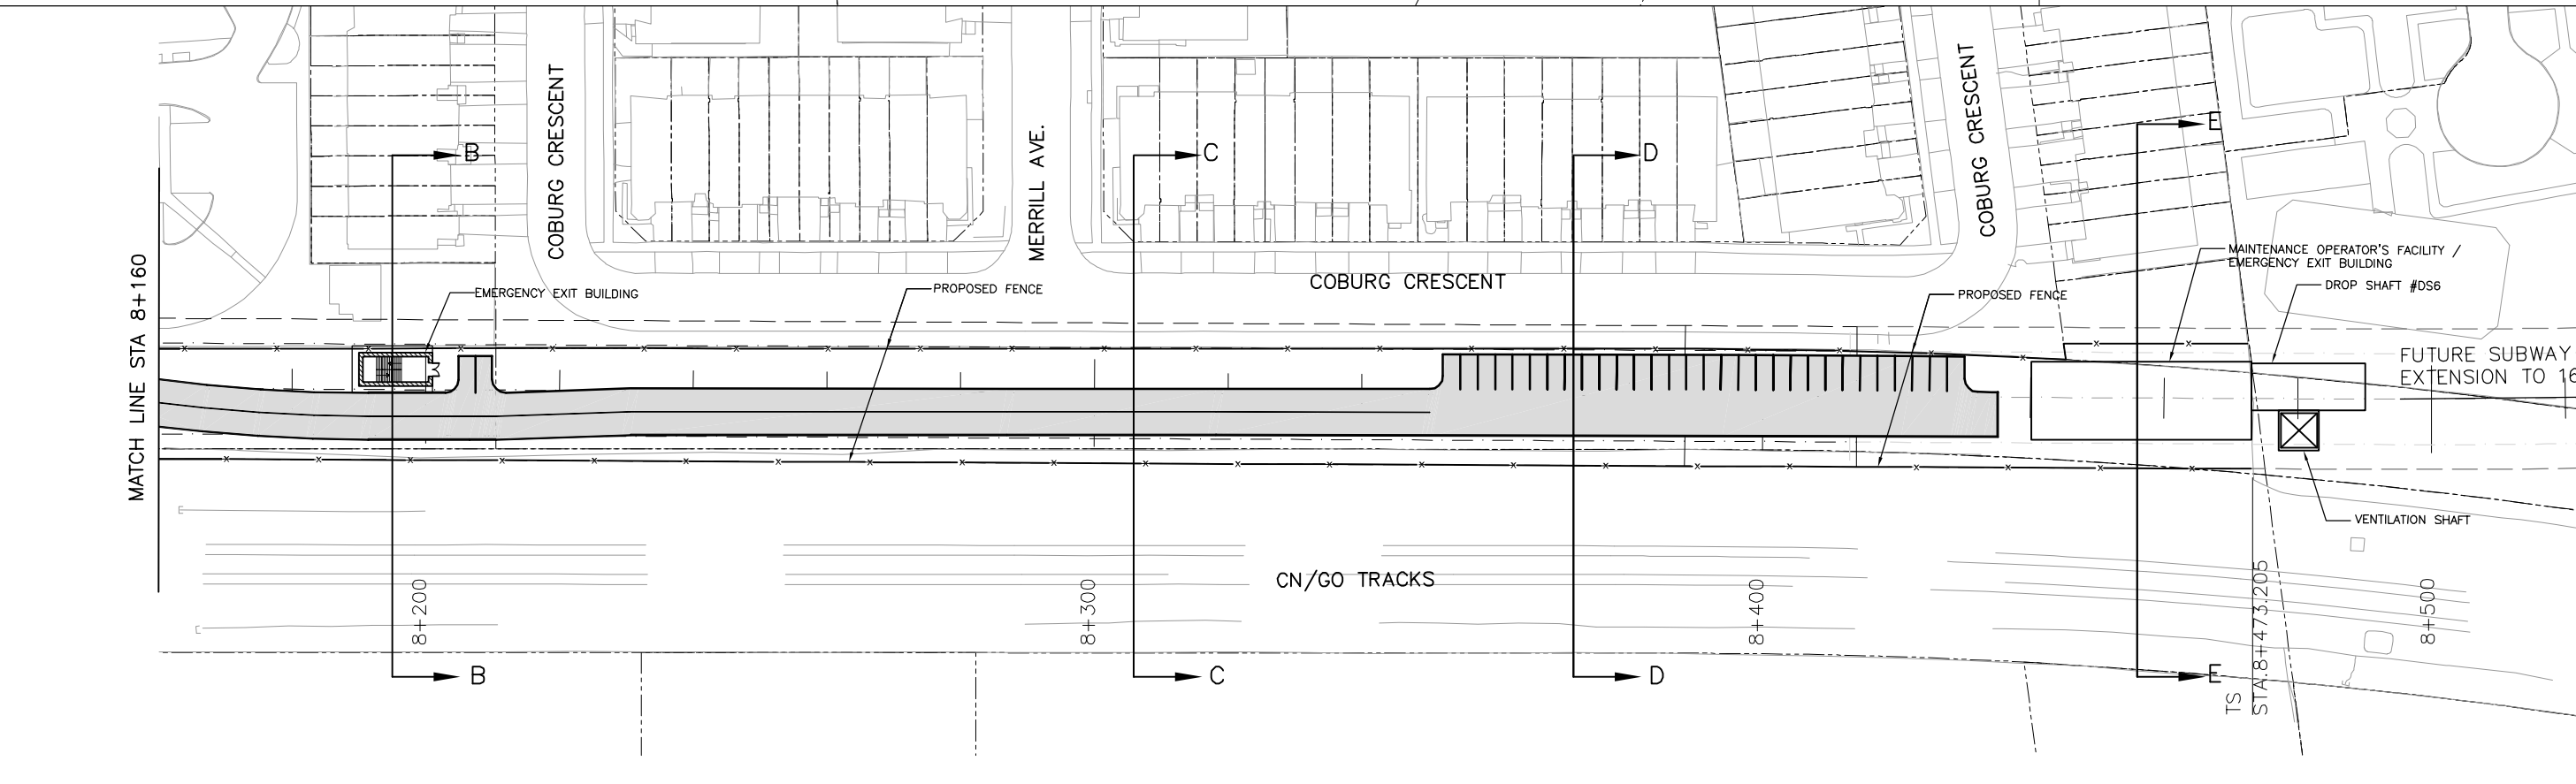 COBURG CRESCENT
MERRILL AVE.
COBURG CRESCENT
B
C
D
E
MATCH LINE STA 8+160
EMERGENCY EXIT BUILDING
PROPOSED FENCE
COBURG CRESCENT
PROPOSED FENCE
MAINTENANCE OPERATOR'S FACILITY /
EMERGENCY EXIT BUILDING
DROP SHAFT #DS6
FUTURE SUBWAY
EXTENSION TO 16
VENTILATION SHAFT
CN/GO TRACKS
8+200
8+300
8+400
8+500
TS
STA.8+473.205
B
C
D
E